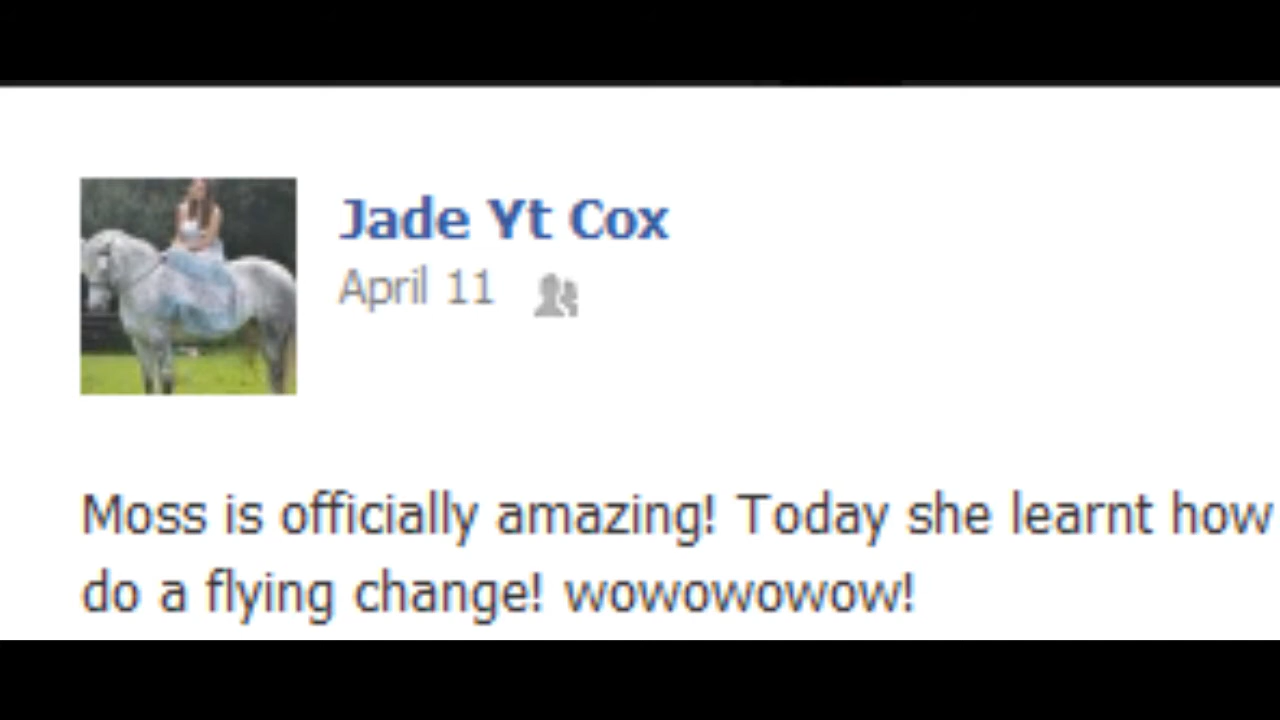 Jade Yt Cox
April 11
Moss is officially amazing! Today she learnt how
do a flying change! wowowowow!